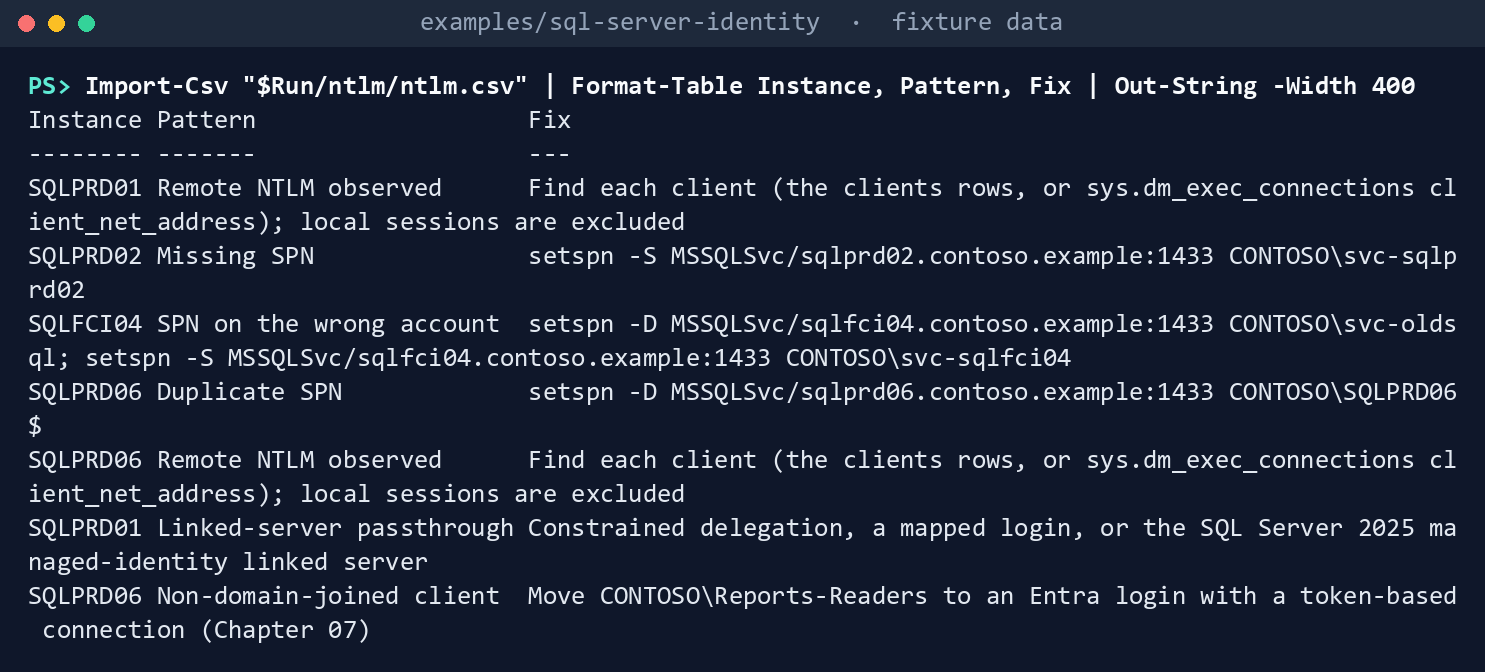 examples/sql-server-identity · fixture data
PS> Import-Csv "$Run/ntlm/ntlm.csv" | Format-Table Instance, Pattern, Fix | Out-String -Width 400
Instance Pattern                   Fix
-------- -------                   ---
SQLPRD01 Remote NTLM observed      Find each client (the clients rows, or sys.dm_exec_connections cl
ient_net_address); local sessions are excluded
SQLPRD02 Missing SPN               setspn -S MSSQLSvc/sqlprd02.contoso.example:1433 CONTOSO\svc-sqlp
rd02
SQLFCI04 SPN on the wrong account  setspn -D MSSQLSvc/sqlfci04.contoso.example:1433 CONTOSO\svc-olds
ql; setspn -S MSSQLSvc/sqlfci04.contoso.example:1433 CONTOSO\svc-sqlfci04
SQLPRD06 Duplicate SPN             setspn -D MSSQLSvc/sqlprd06.contoso.example:1433 CONTOSO\SQLPRD06
$
SQLPRD06 Remote NTLM observed      Find each client (the clients rows, or sys.dm_exec_connections cl
ient_net_address); local sessions are excluded
SQLPRD01 Linked-server passthrough Constrained delegation, a mapped login, or the SQL Server 2025 ma
naged-identity linked server
SQLPRD06 Non-domain-joined client  Move CONTOSO\Reports-Readers to an Entra login with a token-based
 connection (Chapter 07)